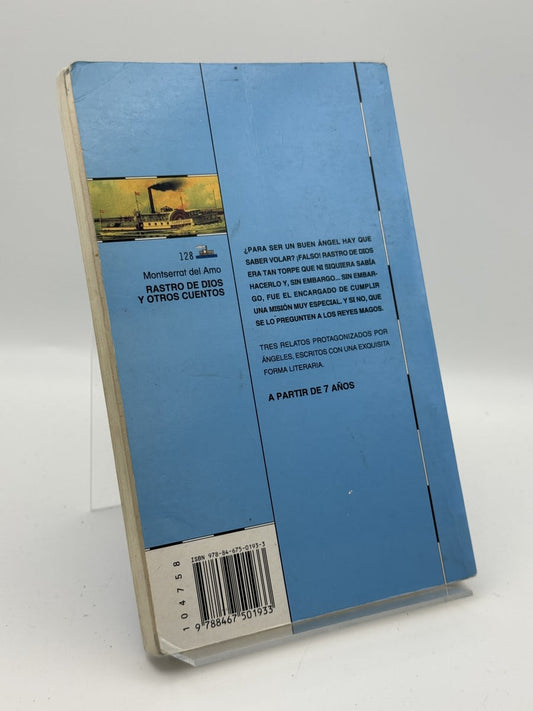 128
Montserrat del Amo
RASTRO DE DIOS
Y OTROS CUENTOS
¿PARA SER UN BUEN ÁNGEL HAY QUE
SABER VOLAR? ¡FALSO! RASTRO DE DIOS
ERA TAN TORPE QUE NI SIQUIERA SABÍA
HACERLO Y, SIN EMBARGO... SIN EMBAR-
GO, FUE EL ENCARGADO DE CUMPLIR
UNA MISIÓN MUY ESPECIAL. Y SI NO, QUE
SE LO PREGUNTEN A LOS REYES MAGOS.
TRES RELATOS PROTAGONIZADOS POR
ÁNGELES, ESCRITOS CON UNA EXQUISITA
FORMA LITERARIA.
A PARTIR DE 7 AÑOS
104758
ISBN 978-84-675-0193-3
9 788467 501933